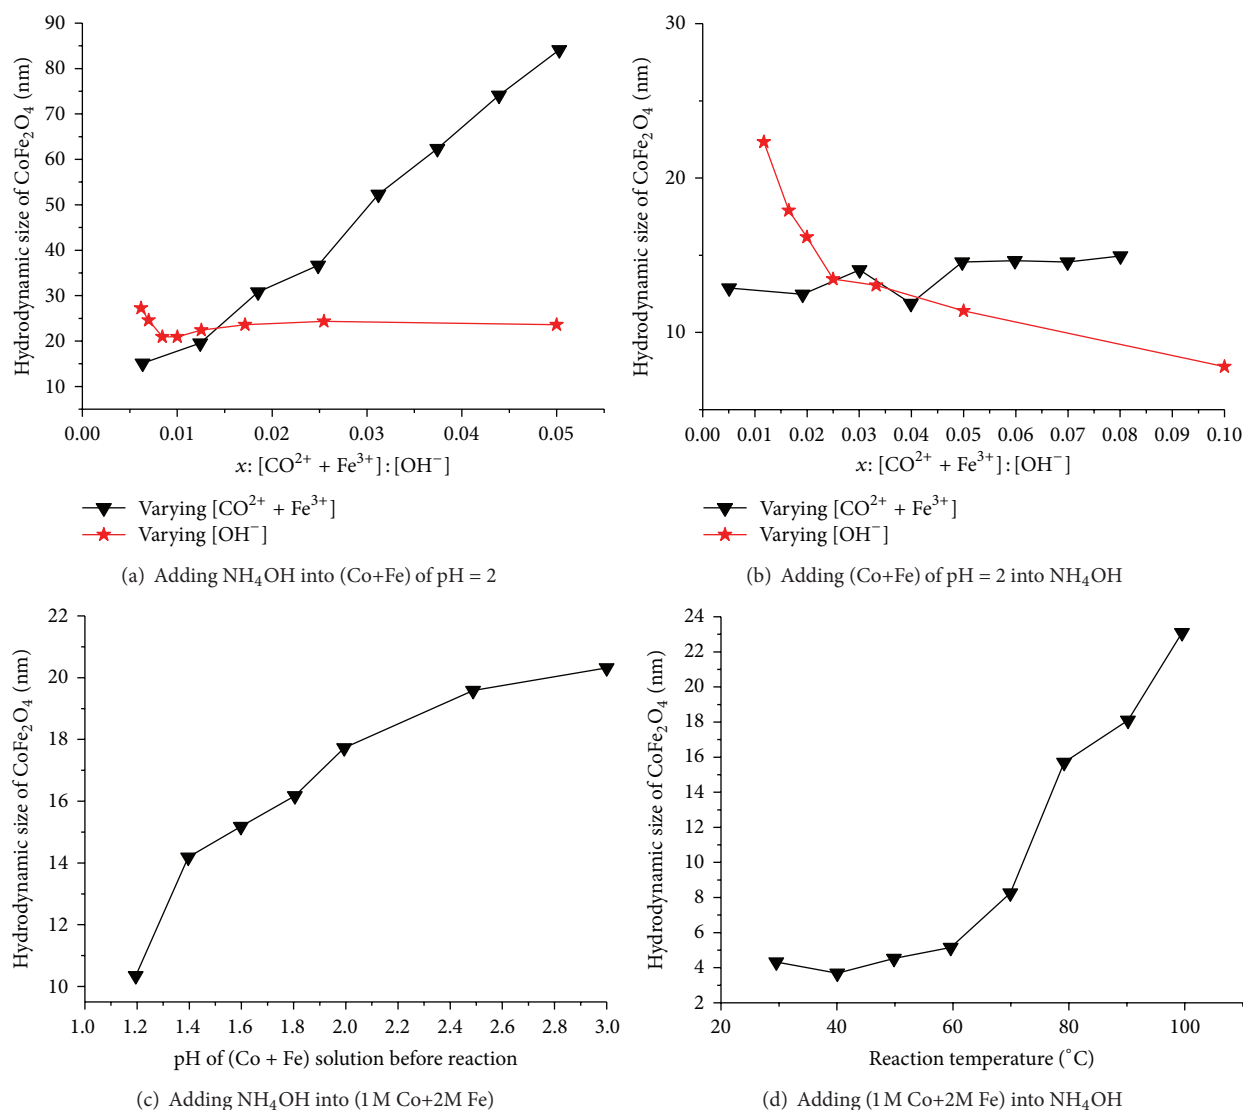 Hydrodynamic size of CoFe₂O₄ (nm)
90
80
70
60
50
40
30
20
10
0.00 0.01 0.02 0.03 0.04 0.05
x: [CO²⁺ + Fe³⁺]:[OH⁻]
Varying [CO²⁺ + Fe³⁺]
Varying [OH⁻]
(a) Adding NH₄OH into (Co+Fe) of pH = 2
Hydrodynamic size of CoFe₂O₄ (nm)
30
20
10
0.00 0.01 0.02 0.03 0.04 0.05 0.06 0.07 0.08 0.09 0.10
x: [CO²⁺ + Fe³⁺]:[OH⁻]
Varying [CO²⁺ + Fe³⁺]
Varying [OH⁻]
(b) Adding (Co+Fe) of pH = 2 into NH₄OH
Hydrodynamic size of CoFe₂O₄ (nm)
22
20
18
16
14
12
10
1.0 1.2 1.4 1.6 1.8 2.0 2.2 2.4 2.6 2.8 3.0
pH of (Co + Fe) solution before reaction
(c) Adding NH₄OH into (1 M Co+2M Fe)
Hydrodynamic size of CoFe₂O₄ (nm)
24
22
20
18
16
14
12
10
8
6
4
2
20 40 60 80 100
Reaction temperature (°C)
(d) Adding (1 M Co+2M Fe) into NH₄OH